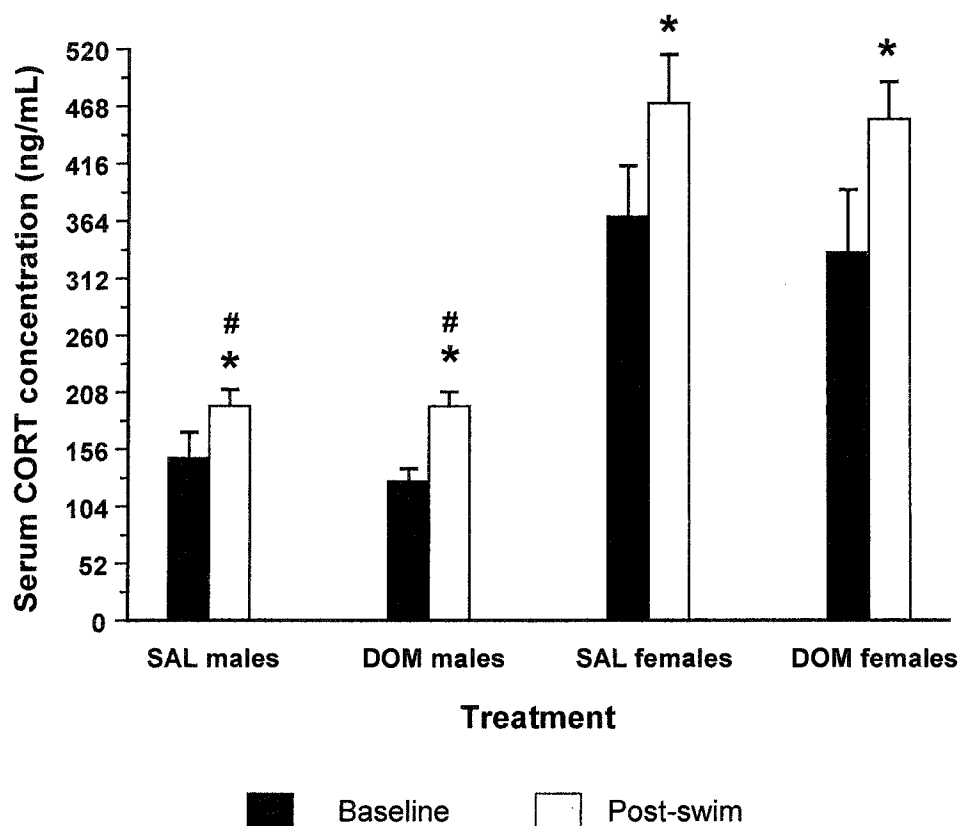 Serum CORT concentration (ng/mL)
520
468
416
364
312
260
208
156
104
52
0
# * # * * *
SAL males DOM males SAL females DOM females
Treatment
Baseline Post-swim